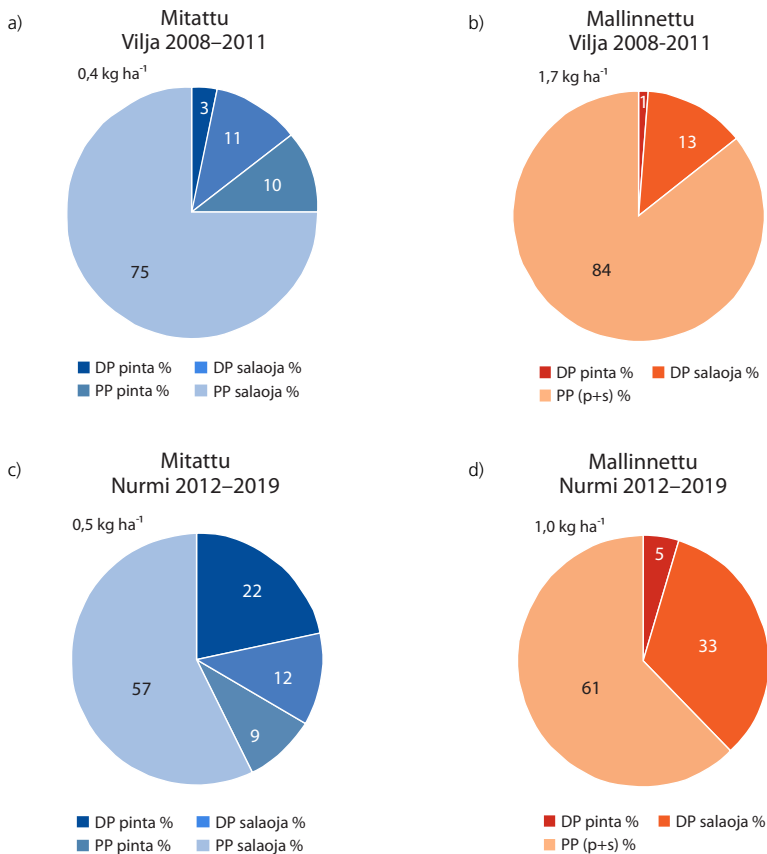 a)
Mitattu
Vilja 2008–2011
0,4 kg ha⁻¹
3
11
10
75
DP pinta %
DP salaoja %
PP pinta %
PP salaoja %
b)
Mallinnettu
Vilja 2008-2011
1,7 kg ha⁻¹
1
13
84
DP pinta %
DP salaoja %
PP (p+s) %
c)
Mitattu
Nurmi 2012–2019
0,5 kg ha⁻¹
22
12
9
57
DP pinta %
DP salaoja %
PP pinta %
PP salaoja %
d)
Mallinnettu
Nurmi 2012–2019
1,0 kg ha⁻¹
5
33
61
DP pinta %
DP salaoja %
PP (p+s) %